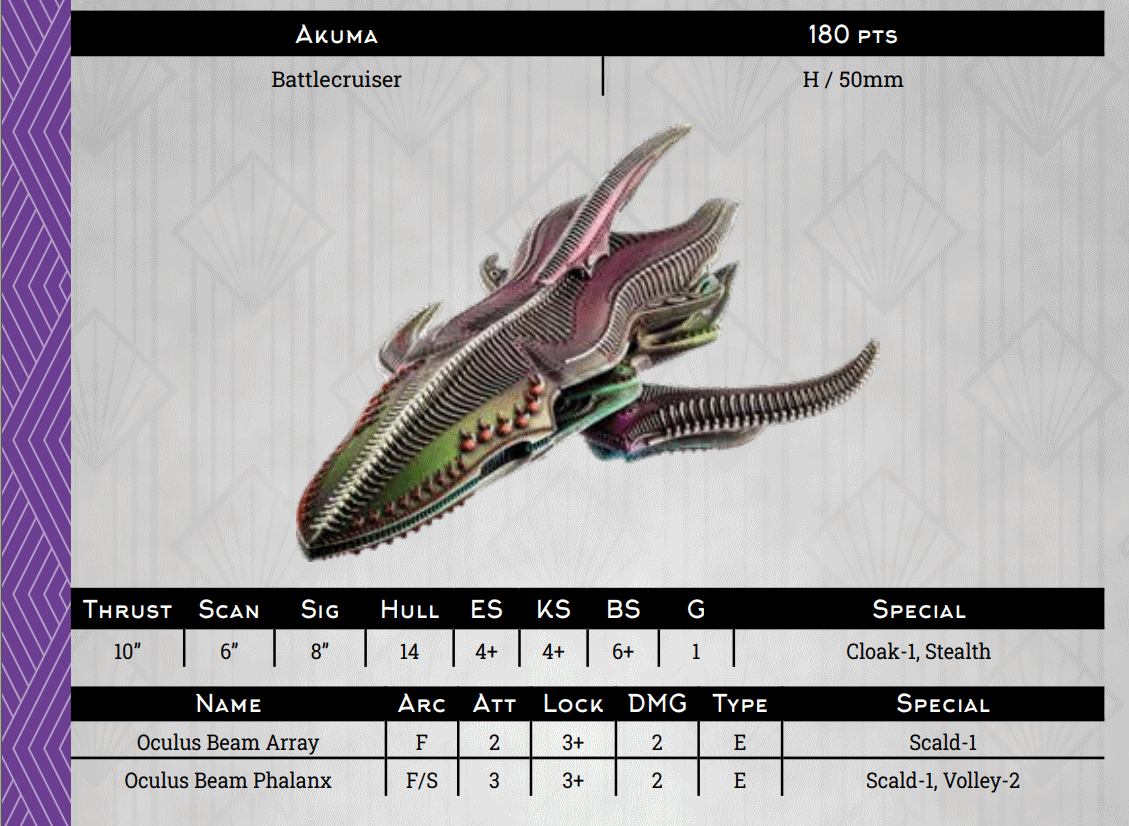 Akuma 180 pts
Battlecruiser H / 50mm
Thrust Scan Sig Hull ES KS BS G Special
10” 6” 8” 14 4+ 4+ 6+ 1 Cloak-1, Stealth
Name Arc Att Lock DMG Type Special
Oculus Beam Array F 2 3+ 2 E Scald-1
Oculus Beam Phalanx F/S 3 3+ 2 E Scald-1, Volley-2